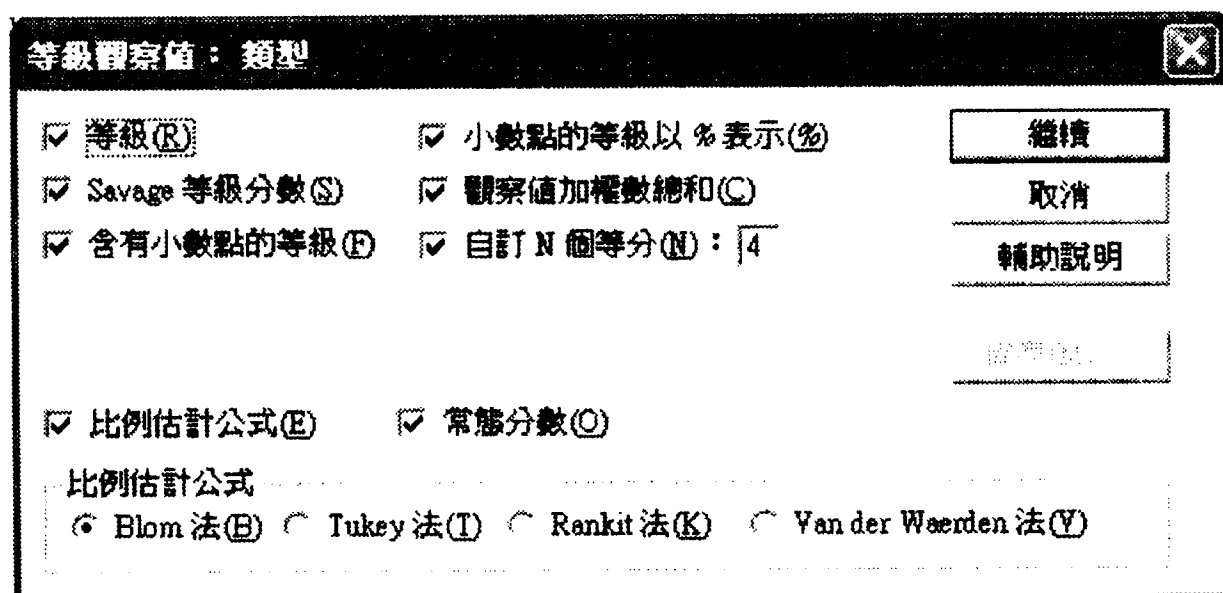 等級觀察值：類型
等級(R)
小數點的等級以 % 表示(%)
繼續
Savage 等級分數(S)
觀察值加權數總和(C)
取消
含有小數點的等級(F)
自訂 N 個等分(N)：4
輔助說明
比例估計公式(E)
常態分數(O)
比例估計公式
Blom 法(B)
Tukey 法(T)
Rankit 法(K)
Van der Waerden 法(V)